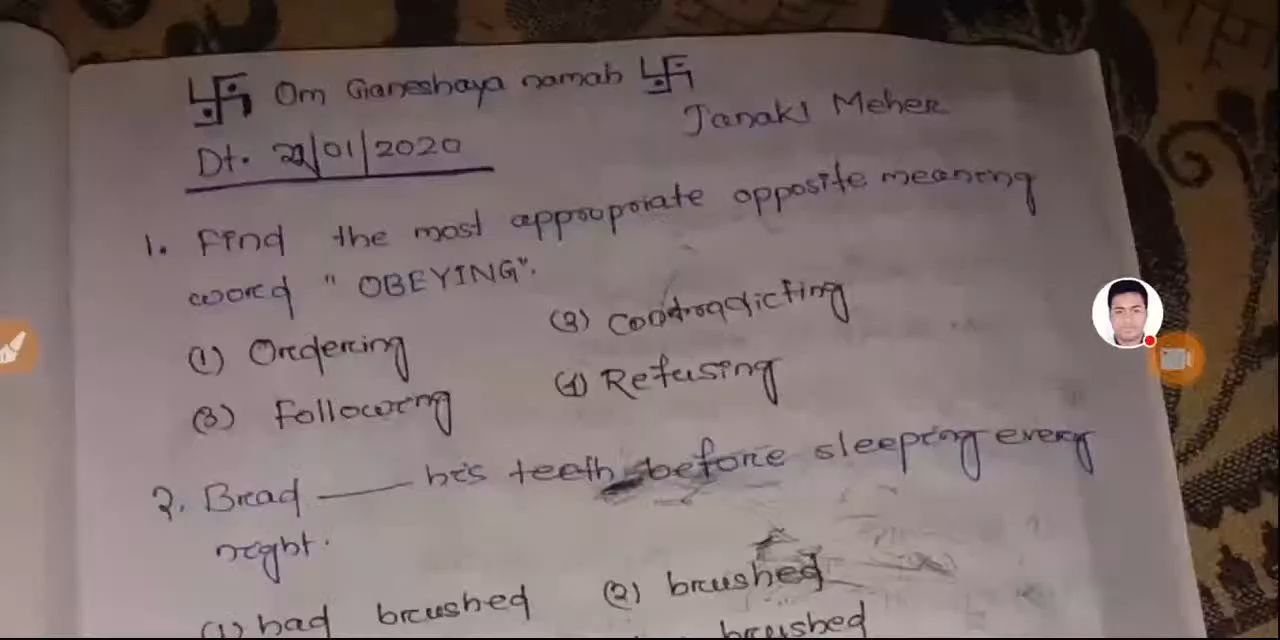 卐 Om Ganeshaya namah 卐
Janaki Meher
Dt. /01/2020
1. Find the most appropriate opposite meaning
word "OBEYING".
(1) Ordering (2) Contradicting
(3) Following (4) Refusing
2. Brad ___ his teeth before sleeping every
night.
(1) had brushed (2) brushed
brushed